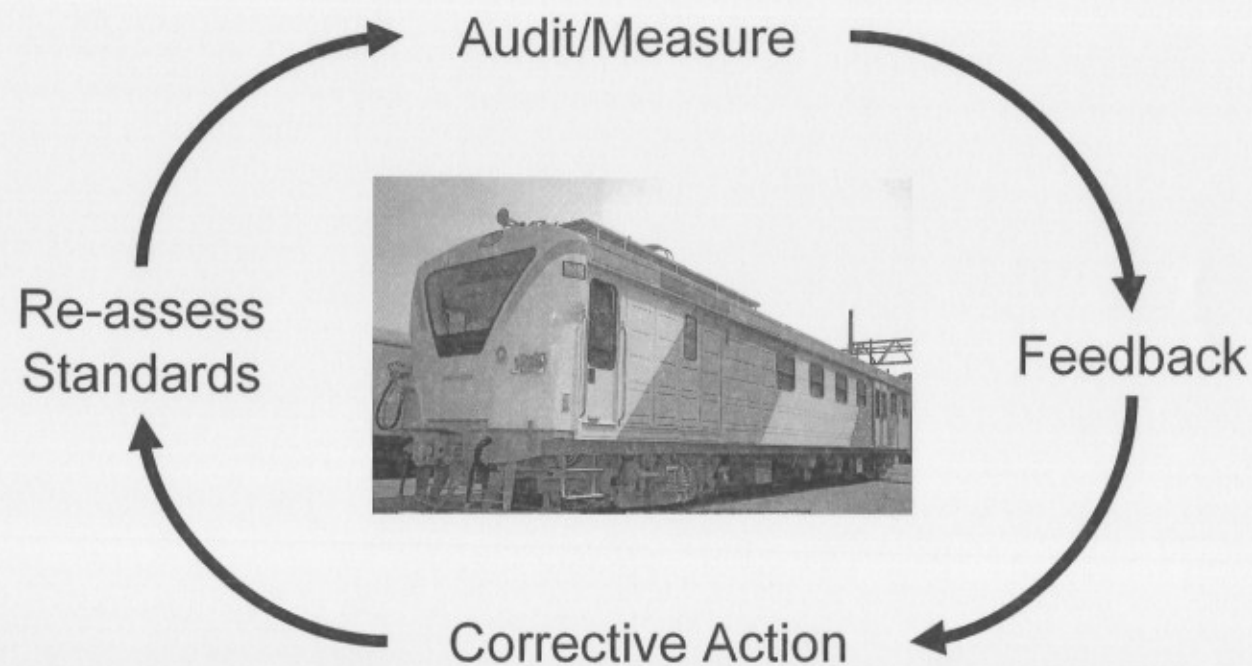 Audit/Measure
Re-assess
Standards
Feedback
Corrective Action